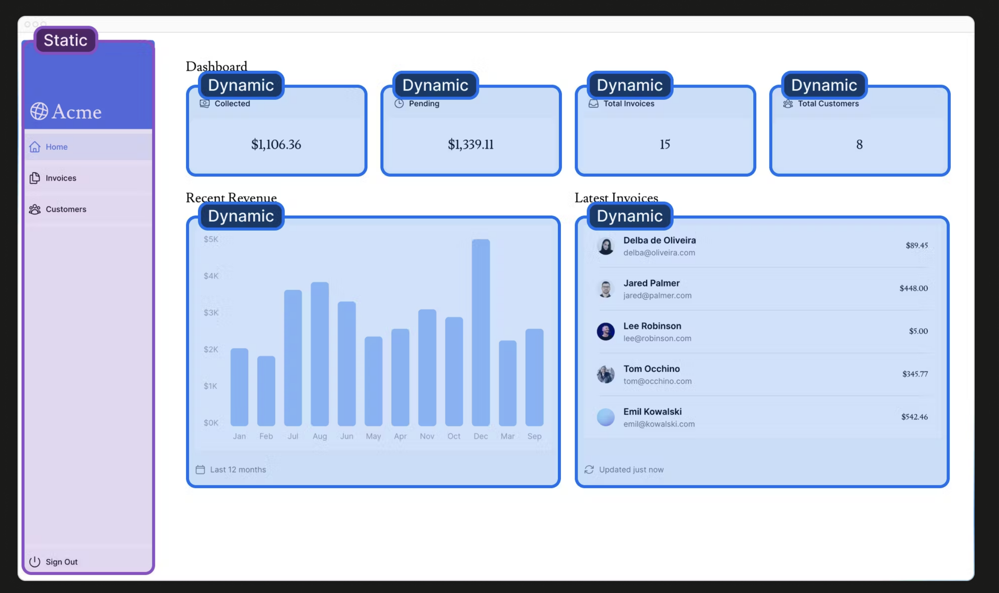 Static
Acme
Home
Invoices
Customers
Sign Out
Dashboard
Dynamic
Collected
$1,106.36
Dynamic
Pending
$1,339.11
Dynamic
Total Invoices
15
Dynamic
Total Customers
8
Recent Revenue
Dynamic
$5K
$4K
$3K
$2K
$1K
$0K
Jan Feb Jul Aug Jun May Apr Nov Oct Dec Mar Sep
Last 12 months
Latest Invoices
Dynamic
Delba de Oliveira
delba@oliveira.com
$89.45
Jared Palmer
jared@palmer.com
$448.00
Lee Robinson
lee@robinson.com
$5.00
Tom Occhino
tom@occhino.com
$345.77
Emil Kowalski
emil@kowalski.com
$542.46
Updated just now